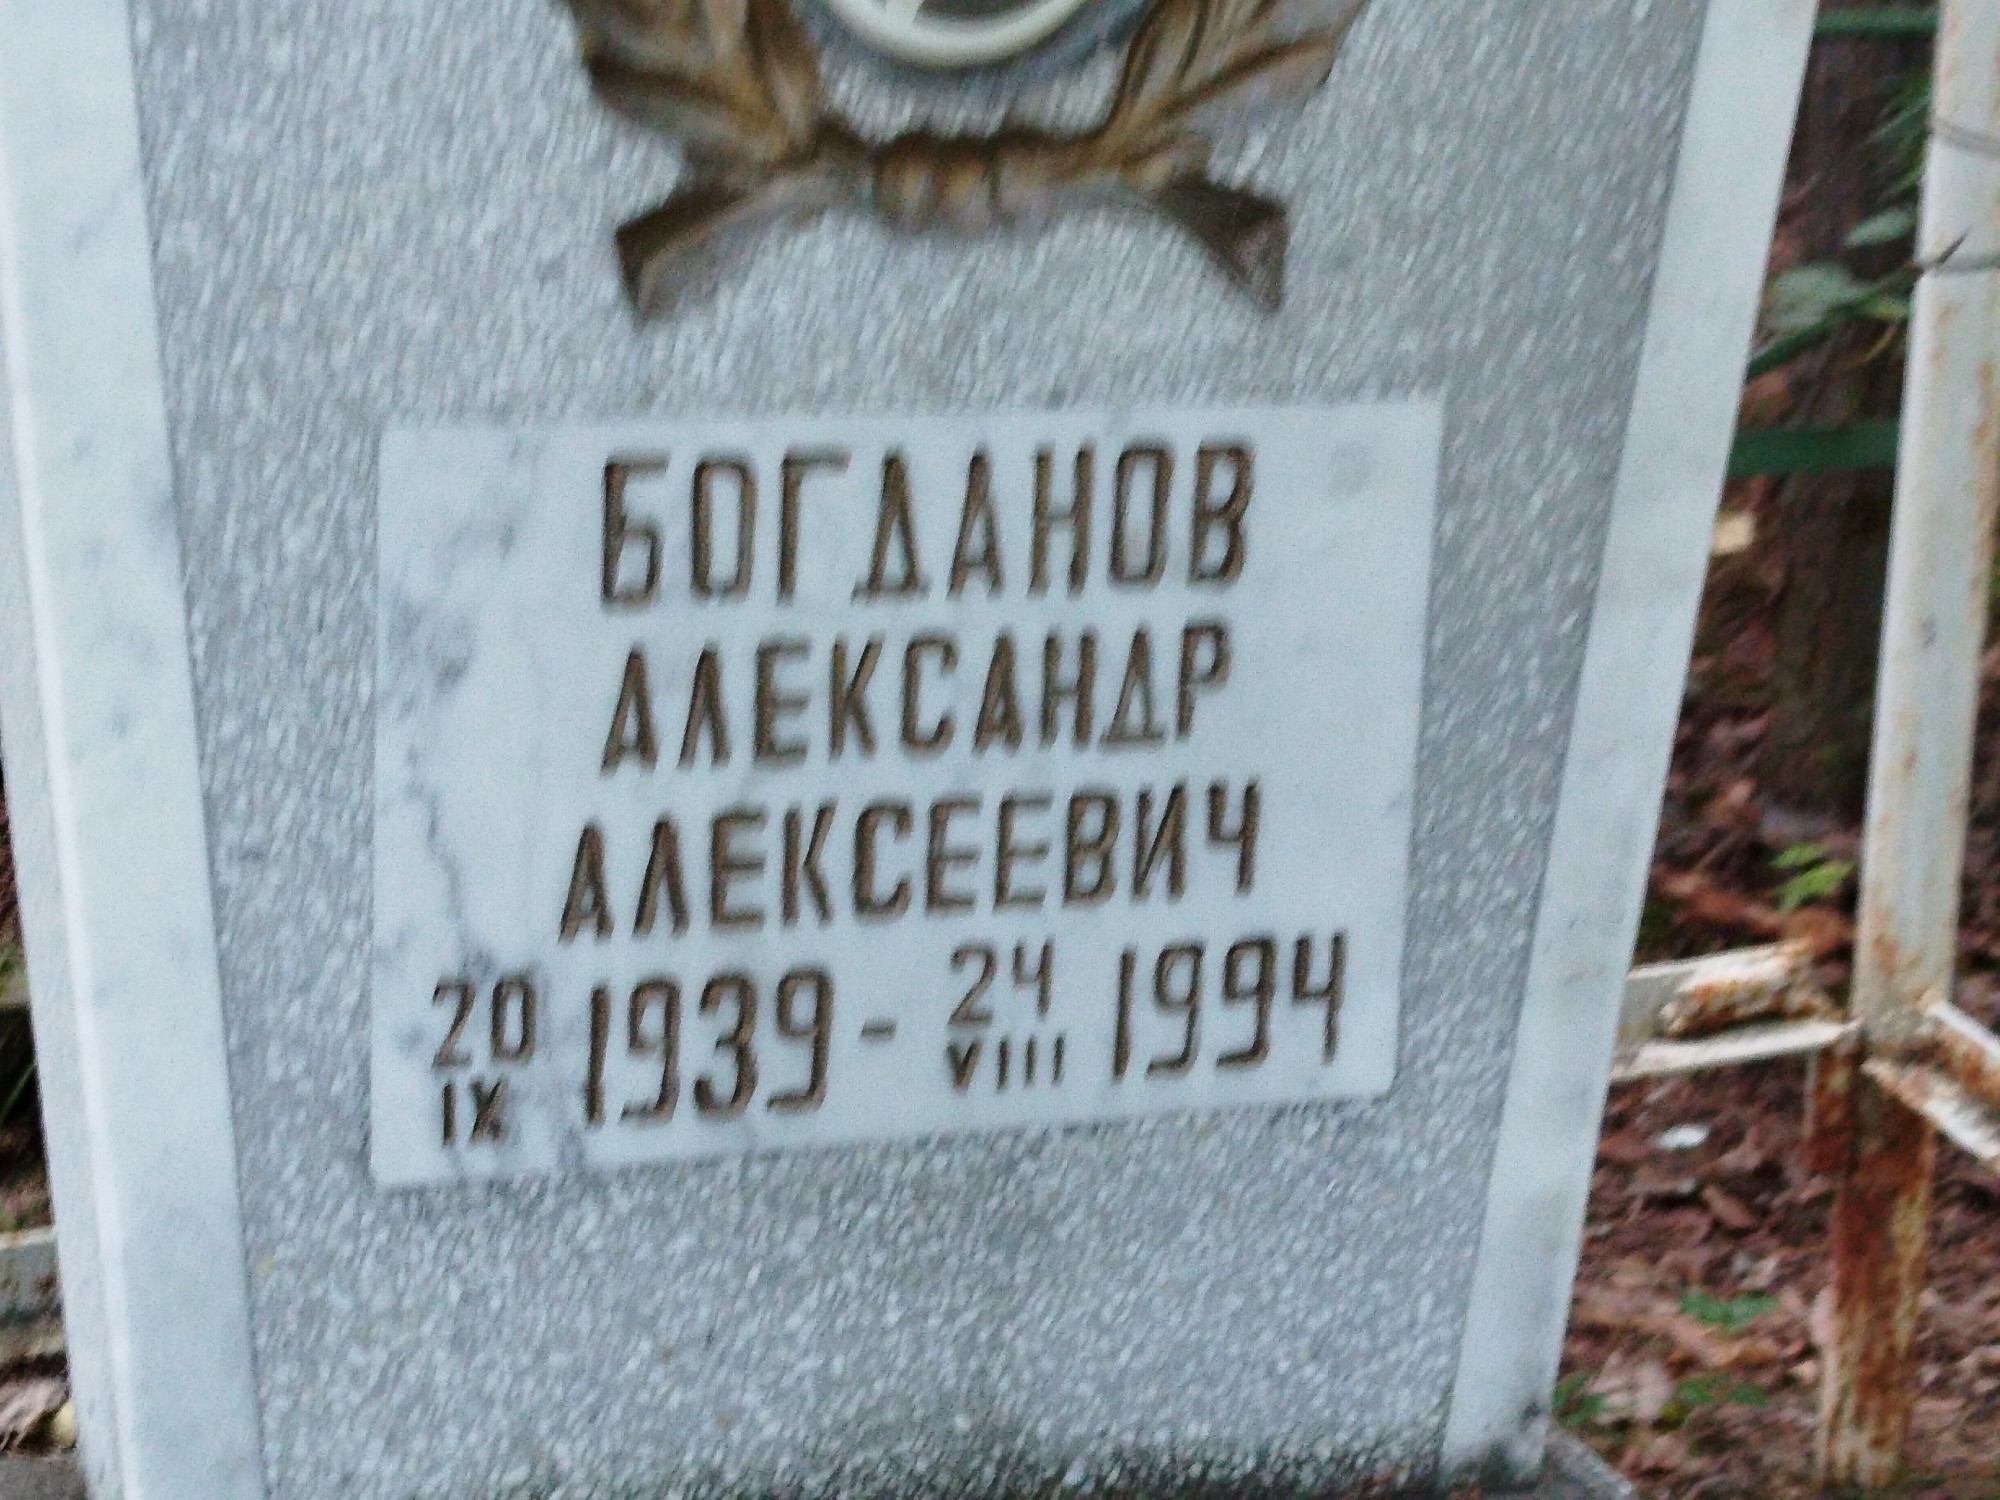 БОГДАНОВ
АЛЕКСАНДР
АЛЕКСЕЕВИЧ
20 IX 1939 - 24 VIII 1994